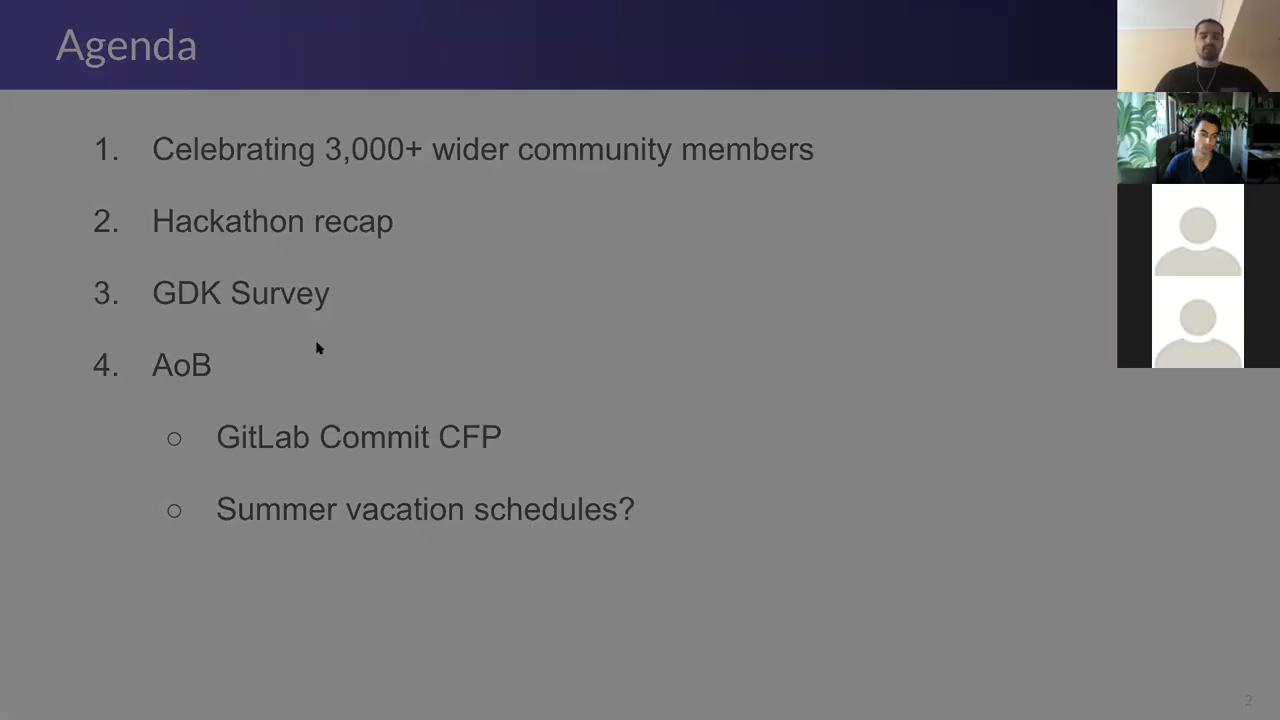 Agenda
1. Celebrating 3,000+ wider community members
2. Hackathon recap
3. GDK Survey
4. AoB
○ GitLab Commit CFP
○ Summer vacation schedules?
2